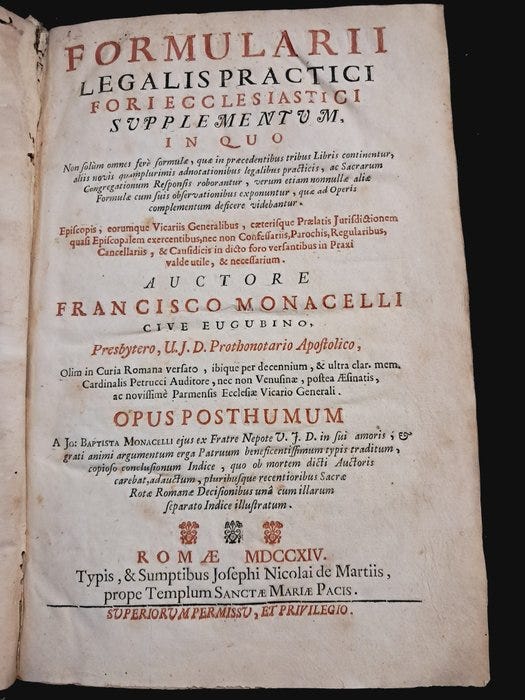 FORMULARII
LEGALIS PRACTICI
FORI ECCLESIASTICI
SVPPLEMENTVM,
IN QUO
Non solùm omnes ferè formulæ, quæ in præcedentibus tribus Libris continentur,
aliis novis quamplurimis adnotationibus legalibus practicis, ac Sacrarum
Congregationum Responsis roborantur, verum etiam nonnullæ aliæ
Formulæ cum suis observationibus exponuntur, quæ ad Operis
complementum deficere videbantur.
Episcopis, eorumque Vicariis Generalibus, cæterisque Prælatis Jurisdictionem
quasi Episcopalem exercentibus, nec non Confessariis, Parochis, Regularibus,
Cancellariis, & Causidicis in dicto foro versantibus in Praxi
valde utile, & necessarium.
AUCTORE
FRANCISCO MONACELLI
CIVE EUGUBINO,
Presbytero, U. J. D. Prothonotario Apostolico,
Olim in Curia Romana versato, ibique per decennium, & ultra clar. mem.
Cardinalis Petrucci Auditore, nec non Venusinæ, postea Æsinatis,
ac novissimè Parmensis Ecclesiæ Vicario Generali.
OPUS POSTHUMUM
A JO: BAPTISTA MONACELLI ejus ex Fratre Nepote V. J. D. in sui amoris, &
grati animi argumentum erga Patruum beneficentissimum typis traditum,
copioso conclusionum Indice, quo ob mortem dicti Auctoris
carebat, adauctum, pluribusque recentioribus Sacræ
Rotæ Romanæ Decisionibus unâ cum illarum
separato Indice illustratum.
ROMÆ MDCCXIV.
Typis, & Sumptibus Josephi Nicolai de Martiis,
prope Templum SANCTÆ MARIÆ PACIS.
SUPERIORVM PERMISSV, ET PRIVILEGIO.